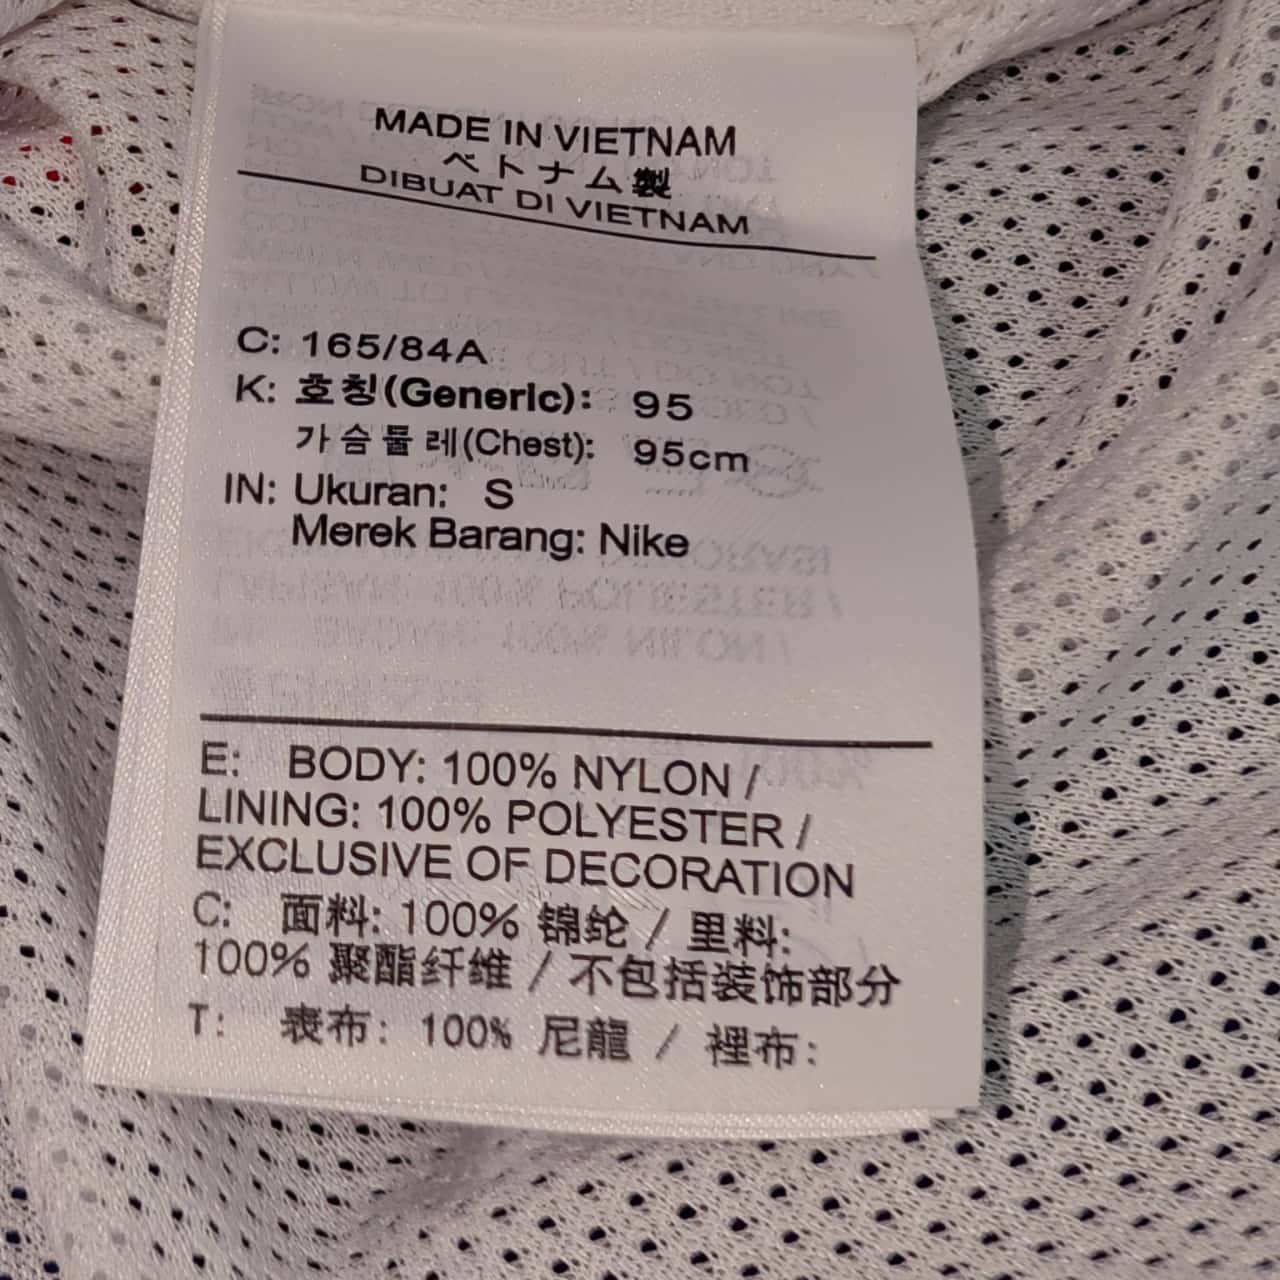 MADE IN VIETNAM
ベトナム製
DIBUAT DI VIETNAM
C: 165/84A
K: 호칭(Generic): 95
가슴둘레(Chest): 95cm
IN: Ukuran: S
Merek Barang: Nike
E: BODY: 100% NYLON /
LINING: 100% POLYESTER /
EXCLUSIVE OF DECORATION
C: 面料: 100% 锦纶 / 里料:
100% 聚酯纤维 / 不包括装饰部分
T: 表布: 100% 尼龍 / 裡布: